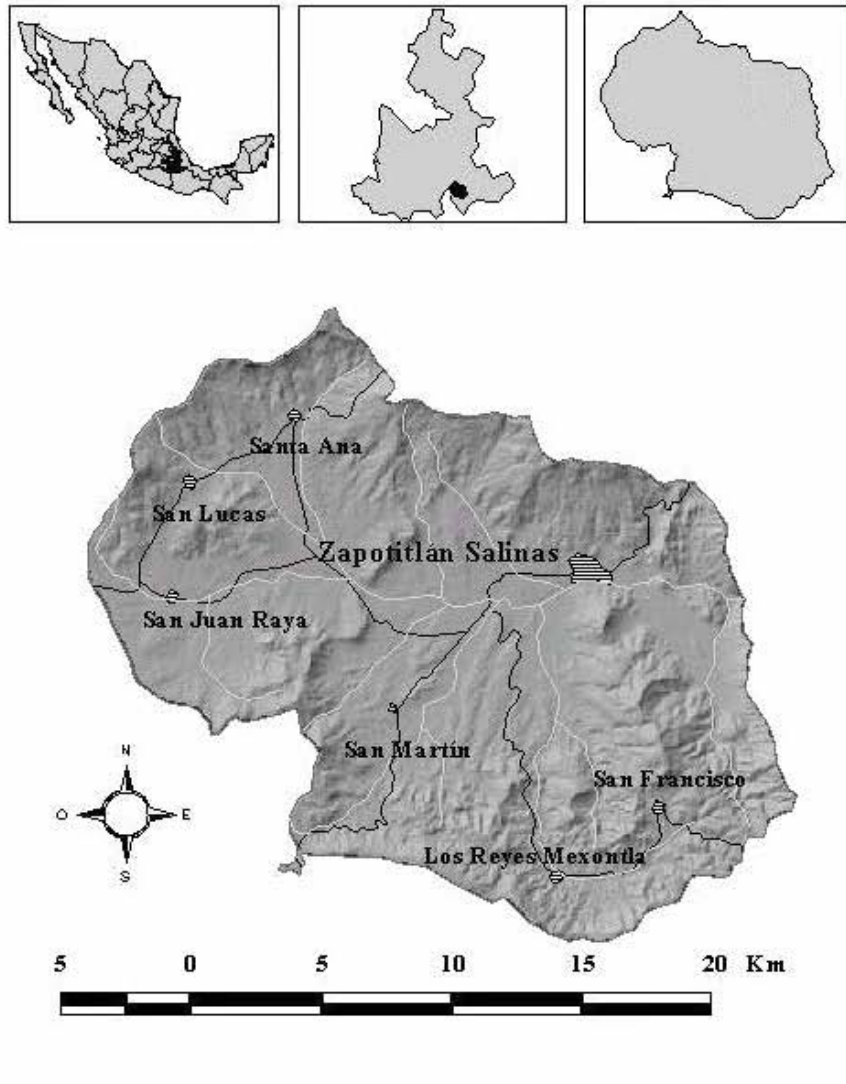 Santa Ana
San Lucas
Zapotitlán Salinas
San Juan Raya
San Martín
N
San Francisco
O E
S
Los Reyes Mexontla
5 0 5 10 15 20 Km